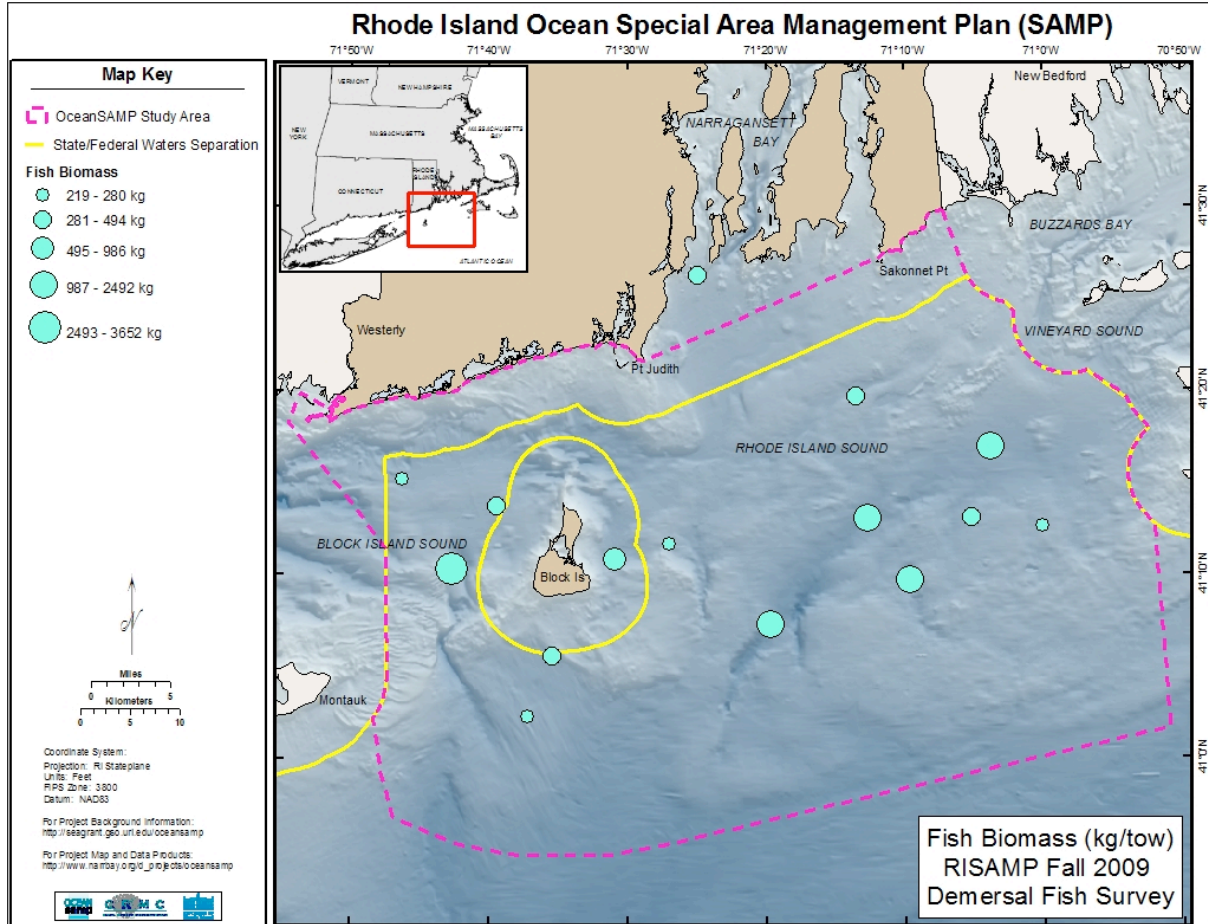 Rhode Island Ocean Special Area Management Plan (SAMP)
71°50'W
71°40'W
71°30'W
71°20'W
71°10'W
71°0'W
70°50'W
Map Key
OceanSAMP Study Area
State/Federal Waters Separation
Fish Biomass
219 - 280 kg
281 - 494 kg
495 - 986 kg
987 - 2492 kg
2493 - 3652 kg
VERMONT
NEW HAMPSHIRE
NEW YORK
MASSACHUSETTS
MASSACHUSETTS BAY
CONNECTICUT
RHODE ISLAND
ATLANTIC OCEAN
New Bedford
NARRAGANSETT BAY
BUZZARDS BAY
Sakonnet Pt
VINEYARD SOUND
Westerly
Pt Judith
RHODE ISLAND SOUND
BLOCK ISLAND SOUND
Block Is
Montauk
41°30'N
41°20'N
41°10'N
41°0'N
N
Miles
0 5
Kilometers
0 5 10
Coordinate System:
Projection: RI Stateplane
Units: Feet
FIPS Zone: 3800
Datum: NAD83
For Project Background Information:
http://seagrant.gso.uri.edu/oceansamp
For Project Map and Data Products:
http://www.narrbay.org/d_projects/oceansamp
OCEAN samp
CRMC
Fish Biomass (kg/tow)
RISAMP Fall 2009
Demersal Fish Survey